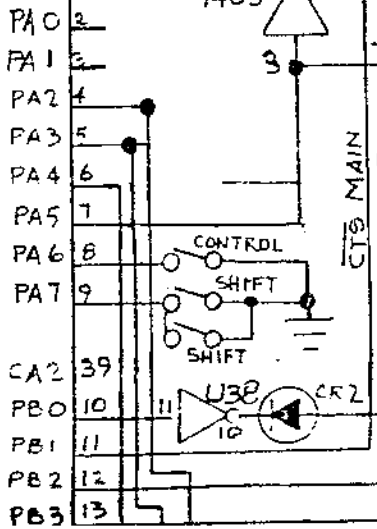 PA0 2
PA1 3
3
PA2 4
PA3 5
PA4 6
PA5 7
CTS MAIN
PA6 8 CONTROL
PA7 9 SHIFT
SHIFT
CA2 39
U38 CR2
PB0 10 11 10
PB1 11
PB2 12
PB3 13